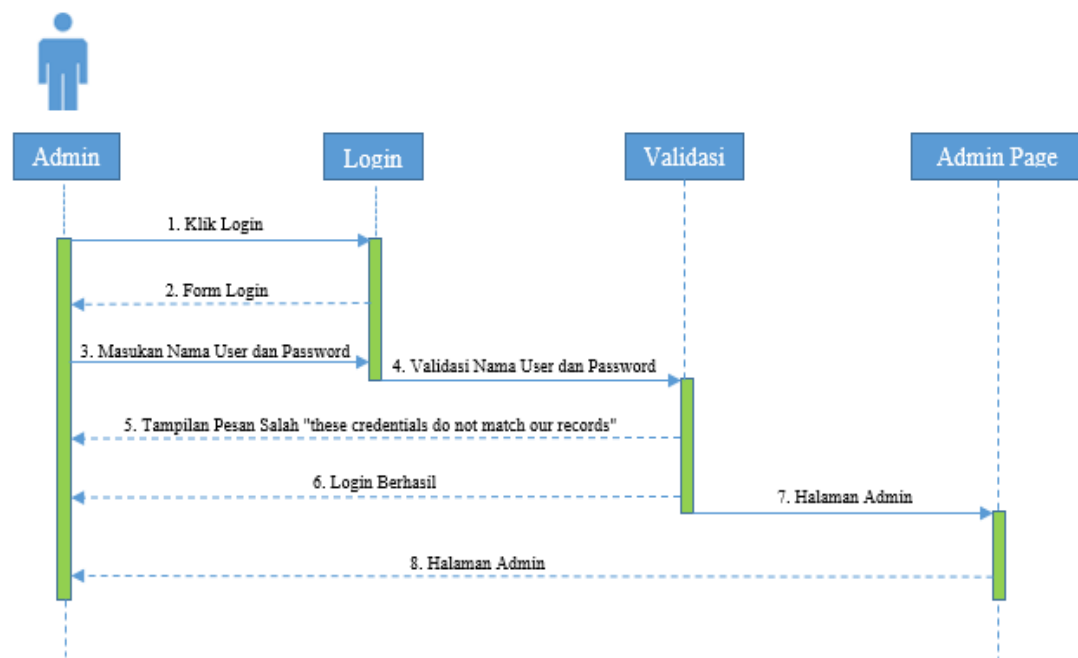 Admin
Login
Validasi
Admin Page
1. Klik Login
2. Form Login
3. Masukan Nama User dan Password
4. Validasi Nama User dan Password
5. Tampilan Pesan Salah "these credentials do not match our records"
6. Login Berhasil
7. Halaman Admin
8. Halaman Admin